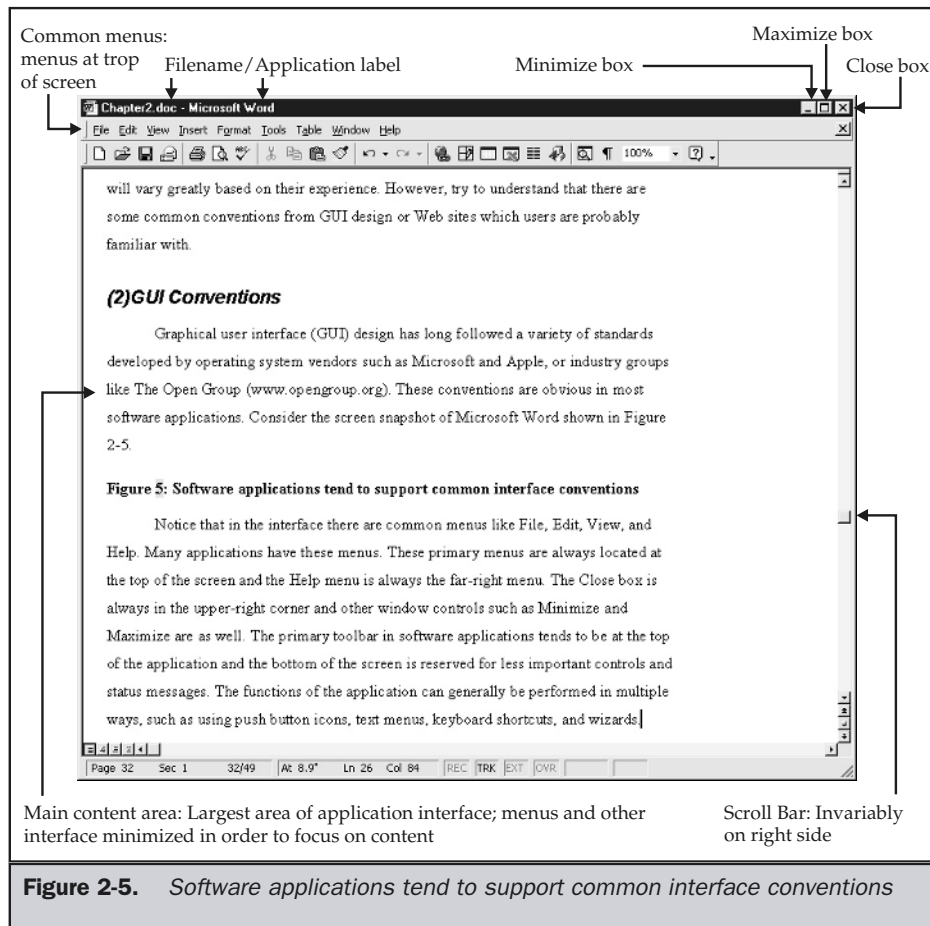 Common menus:
menus at trop
of screen
Filename/Application label
Minimize box
Maximize box
Close box
Chapter2.doc - Microsoft Word
File Edit View Insert Format Tools Table Window Help
100%
will vary greatly based on their experience. However, try to understand that there are
some common conventions from GUI design or Web sites which users are probably
familiar with.
(2)GUI Conventions
Graphical user interface (GUI) design has long followed a variety of standards
developed by operating system vendors such as Microsoft and Apple, or industry groups
like The Open Group (www.opengroup.org). These conventions are obvious in most
software applications. Consider the screen snapshot of Microsoft Word shown in Figure
2-5.
Figure 5: Software applications tend to support common interface conventions
Notice that in the interface there are common menus like File, Edit, View, and
Help. Many applications have these menus. These primary menus are always located at
the top of the screen and the Help menu is always the far-right menu. The Close box is
always in the upper-right corner and other window controls such as Minimize and
Maximize are as well. The primary toolbar in software applications tends to be at the top
of the application and the bottom of the screen is reserved for less important controls and
status messages. The functions of the application can generally be performed in multiple
ways, such as using push button icons, text menus, keyboard shortcuts, and wizards.
Page 32 Sec 1 32/49 At 8.9" Ln 26 Col 84 REC TRK EXT OVR
Main content area: Largest area of application interface; menus and other
interface minimized in order to focus on content
Scroll Bar: Invariably
on right side
Figure 2-5. Software applications tend to support common interface conventions